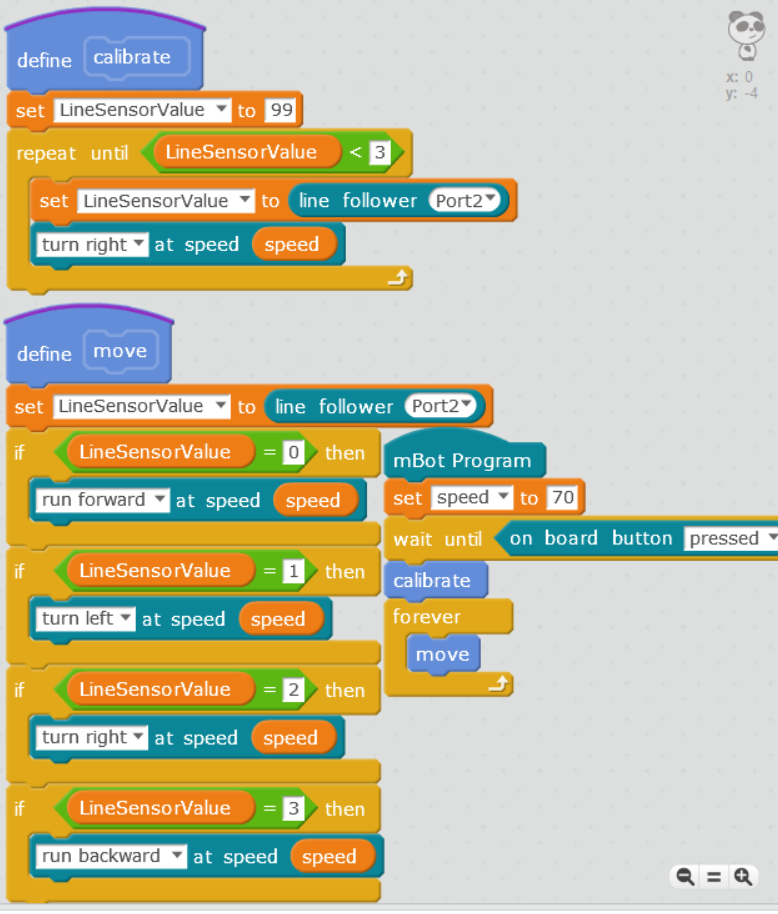 define calibrate
set LineSensorValue to 99
repeat until LineSensorValue < 3
set LineSensorValue to line follower Port2
turn right at speed speed
define move
set LineSensorValue to line follower Port2
if LineSensorValue = 0 then
run forward at speed speed
if LineSensorValue = 1 then
turn left at speed speed
if LineSensorValue = 2 then
turn right at speed speed
if LineSensorValue = 3 then
run backward at speed speed
mBot Program
set speed to 70
wait until on board button pressed
calibrate
forever
move
x: 0
y: -4